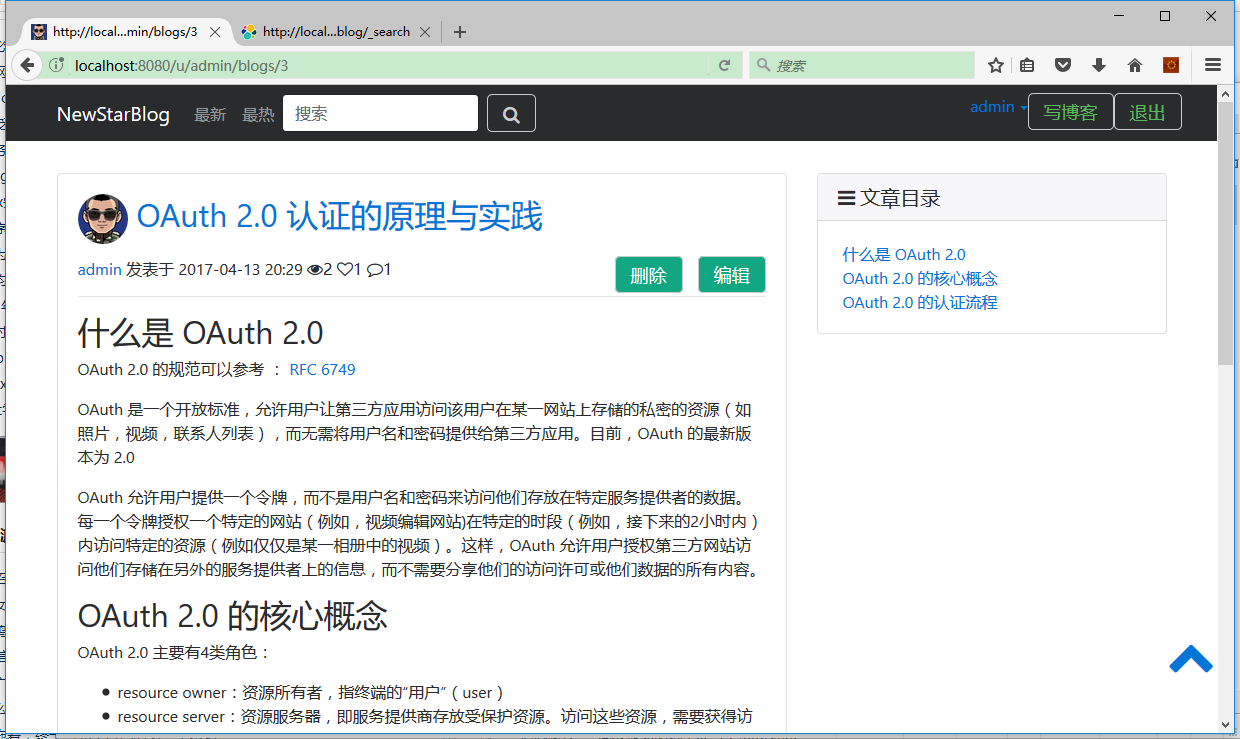 http://local...min/blogs/3
http://local...blog/_search
localhost:8080/u/admin/blogs/3
搜索
NewStarBlog 最新 最热 搜索
admin 写博客 退出
OAuth 2.0 认证的原理与实践
admin 发表于 2017-04-13 20:29 2 1 1
删除 编辑
什么是 OAuth 2.0
OAuth 2.0 的规范可以参考 ： RFC 6749
OAuth 是一个开放标准，允许用户让第三方应用访问该用户在某一网站上存储的私密的资源（如
照片，视频，联系人列表），而无需将用户名和密码提供给第三方应用。目前，OAuth 的最新版
本为 2.0
OAuth 允许用户提供一个令牌，而不是用户名和密码来访问他们存放在特定服务提供者的数据。
每一个令牌授权一个特定的网站（例如，视频编辑网站)在特定的时段（例如，接下来的2小时内）
内访问特定的资源（例如仅仅是某一相册中的视频）。这样，OAuth 允许用户授权第三方网站访
问他们存储在另外的服务提供者上的信息，而不需要分享他们的访问许可或他们数据的所有内容。
OAuth 2.0 的核心概念
OAuth 2.0 主要有4类角色：
resource owner：资源所有者，指终端的“用户”（user）
resource server：资源服务器，即服务提供商存放受保护资源。访问这些资源，需要获得访
文章目录
什么是 OAuth 2.0
OAuth 2.0 的核心概念
OAuth 2.0 的认证流程